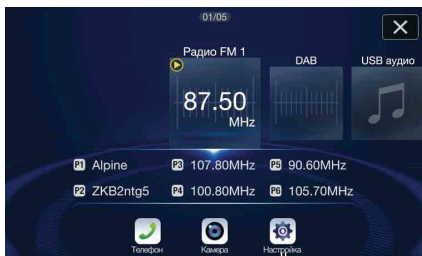 01/05
Радио FM 1
DAB
USB аудио
87.50
MHz
P1 Alpine P3 107.80MHz P5 90.60MHz
P2 ZKB2ntg5 P4 100.80MHz P6 105.70MHz
Телефон Камера Настройка